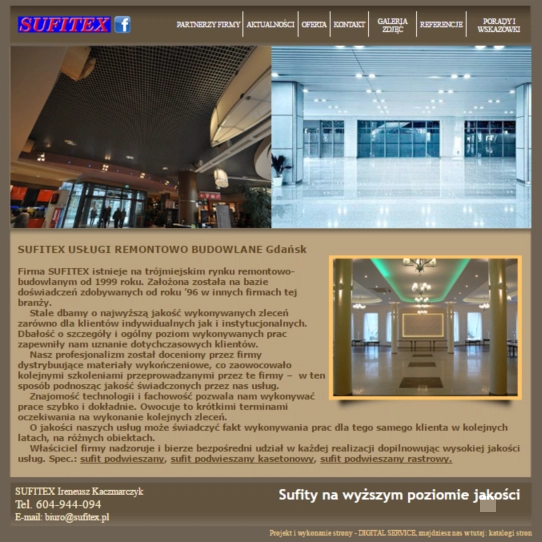 SUFITEX
PARTNERZY FIRMY
AKTUALNOŚCI
OFERTA
KONTAKT
GALERIA
ZDJĘĆ
REFERENCJE
PORADY I
WSKAZÓWKI
SUFITEX USŁUGI REMONTOWO BUDOWLANE Gdańsk
Firma SUFITEX istnieje na trójmiejskim rynku remontowo-
budowlanym od 1999 roku. Założona została na bazie
doświadczeń zdobywanych od roku '96 w innych firmach tej
branży.
Stale dbamy o najwyższą jakość wykonywanych zleceń
zarówno dla klientów indywidualnych jak i instytucjonalnych.
Dbałość o szczegóły i ogólny poziom wykonywanych prac
zapewniły nam uznanie dotychczasowych klientów.
Nasz profesjonalizm został doceniony przez firmy
dystrybuujące materiały wykończeniowe, co zaowocowało
kolejnymi szkoleniami przeprowadzanymi przez te firmy – w ten
sposób podnosząc jakość świadczonych przez nas usług.
Znajomość technologii i fachowość pozwala nam wykonywać
prace szybko i dokładnie. Owocuje to krótkimi terminami
oczekiwania na wykonanie kolejnych zleceń.
O jakości naszych usług może świadczyć fakt wykonywania prac dla tego samego klienta w kolejnych
latach, na różnych obiektach.
Właściciel firmy nadzoruje i bierze bezpośredni udział w każdej realizacji dopilnowując wysokiej jakości
usług. Spec.: sufit podwieszany, sufit podwieszany kasetonowy, sufit podwieszany rastrowy.
SUFITEX Ireneusz Kaczmarczyk
Tel. 604-944-094
E-mail: biuro@sufitex.pl
Sufity na wyższym poziomie jakości
Projekt i wykonanie strony - DIGITAL SERVICE, znajdziesz nas w tutaj: katalogi stron